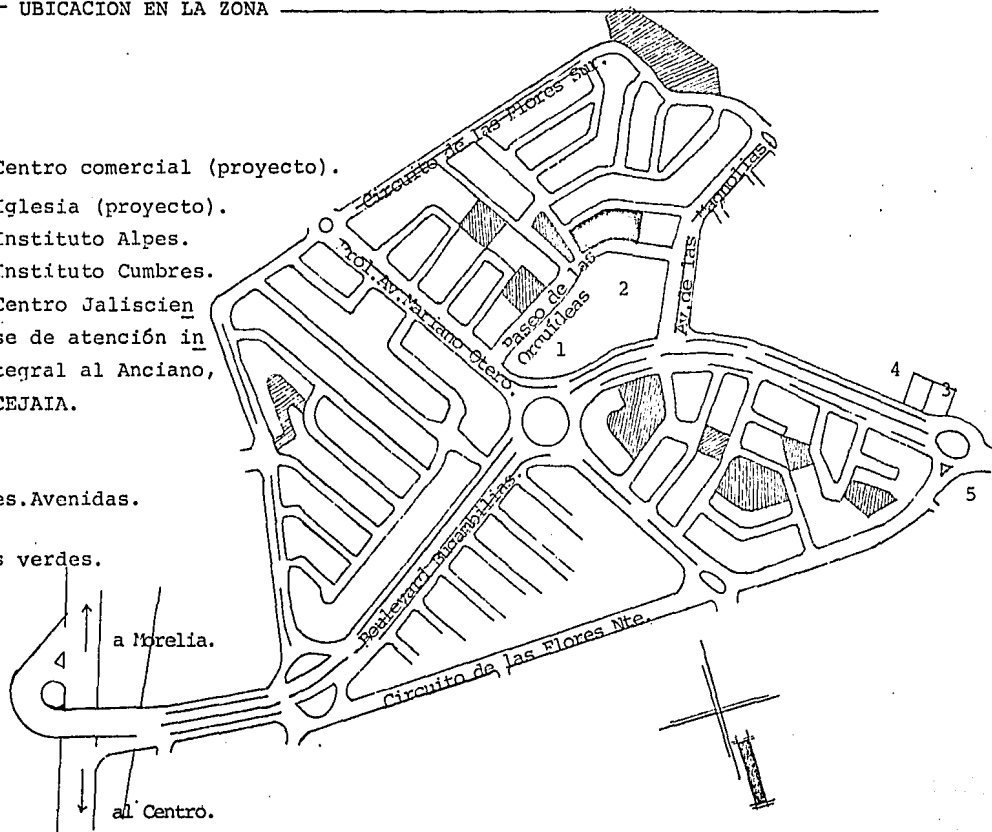 UBICACION EN LA ZONA
Centro comercial (proyecto).
Iglesia (proyecto).
Instituto Alpes.
Instituto Cumbres.
Centro Jaliscien
se de atención in
tegral al Anciano,
CEJAIA.
es.Avenidas.
s verdes.
Circuito de las Flores Sur.
Prol.Av.Mariano Otero.
Paseo de las
Orquídeas
Av.de las Magnolias.
1
2
4
3
5
Boulevard Bugambilias.
Circuito de las Flores Nte.
a Morelia.
al Centro.